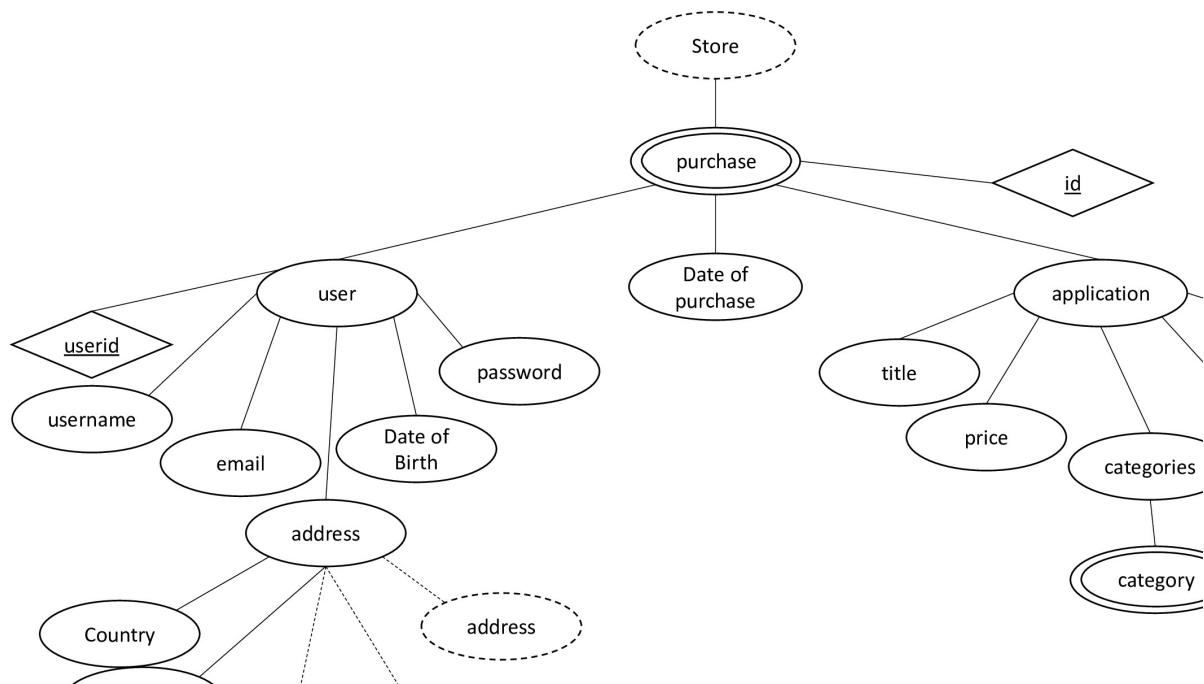 Store
purchase
id
user
Date of
purchase
application
userid
username
email
address
Date of
Birth
password
title
price
categories
category
Country
address